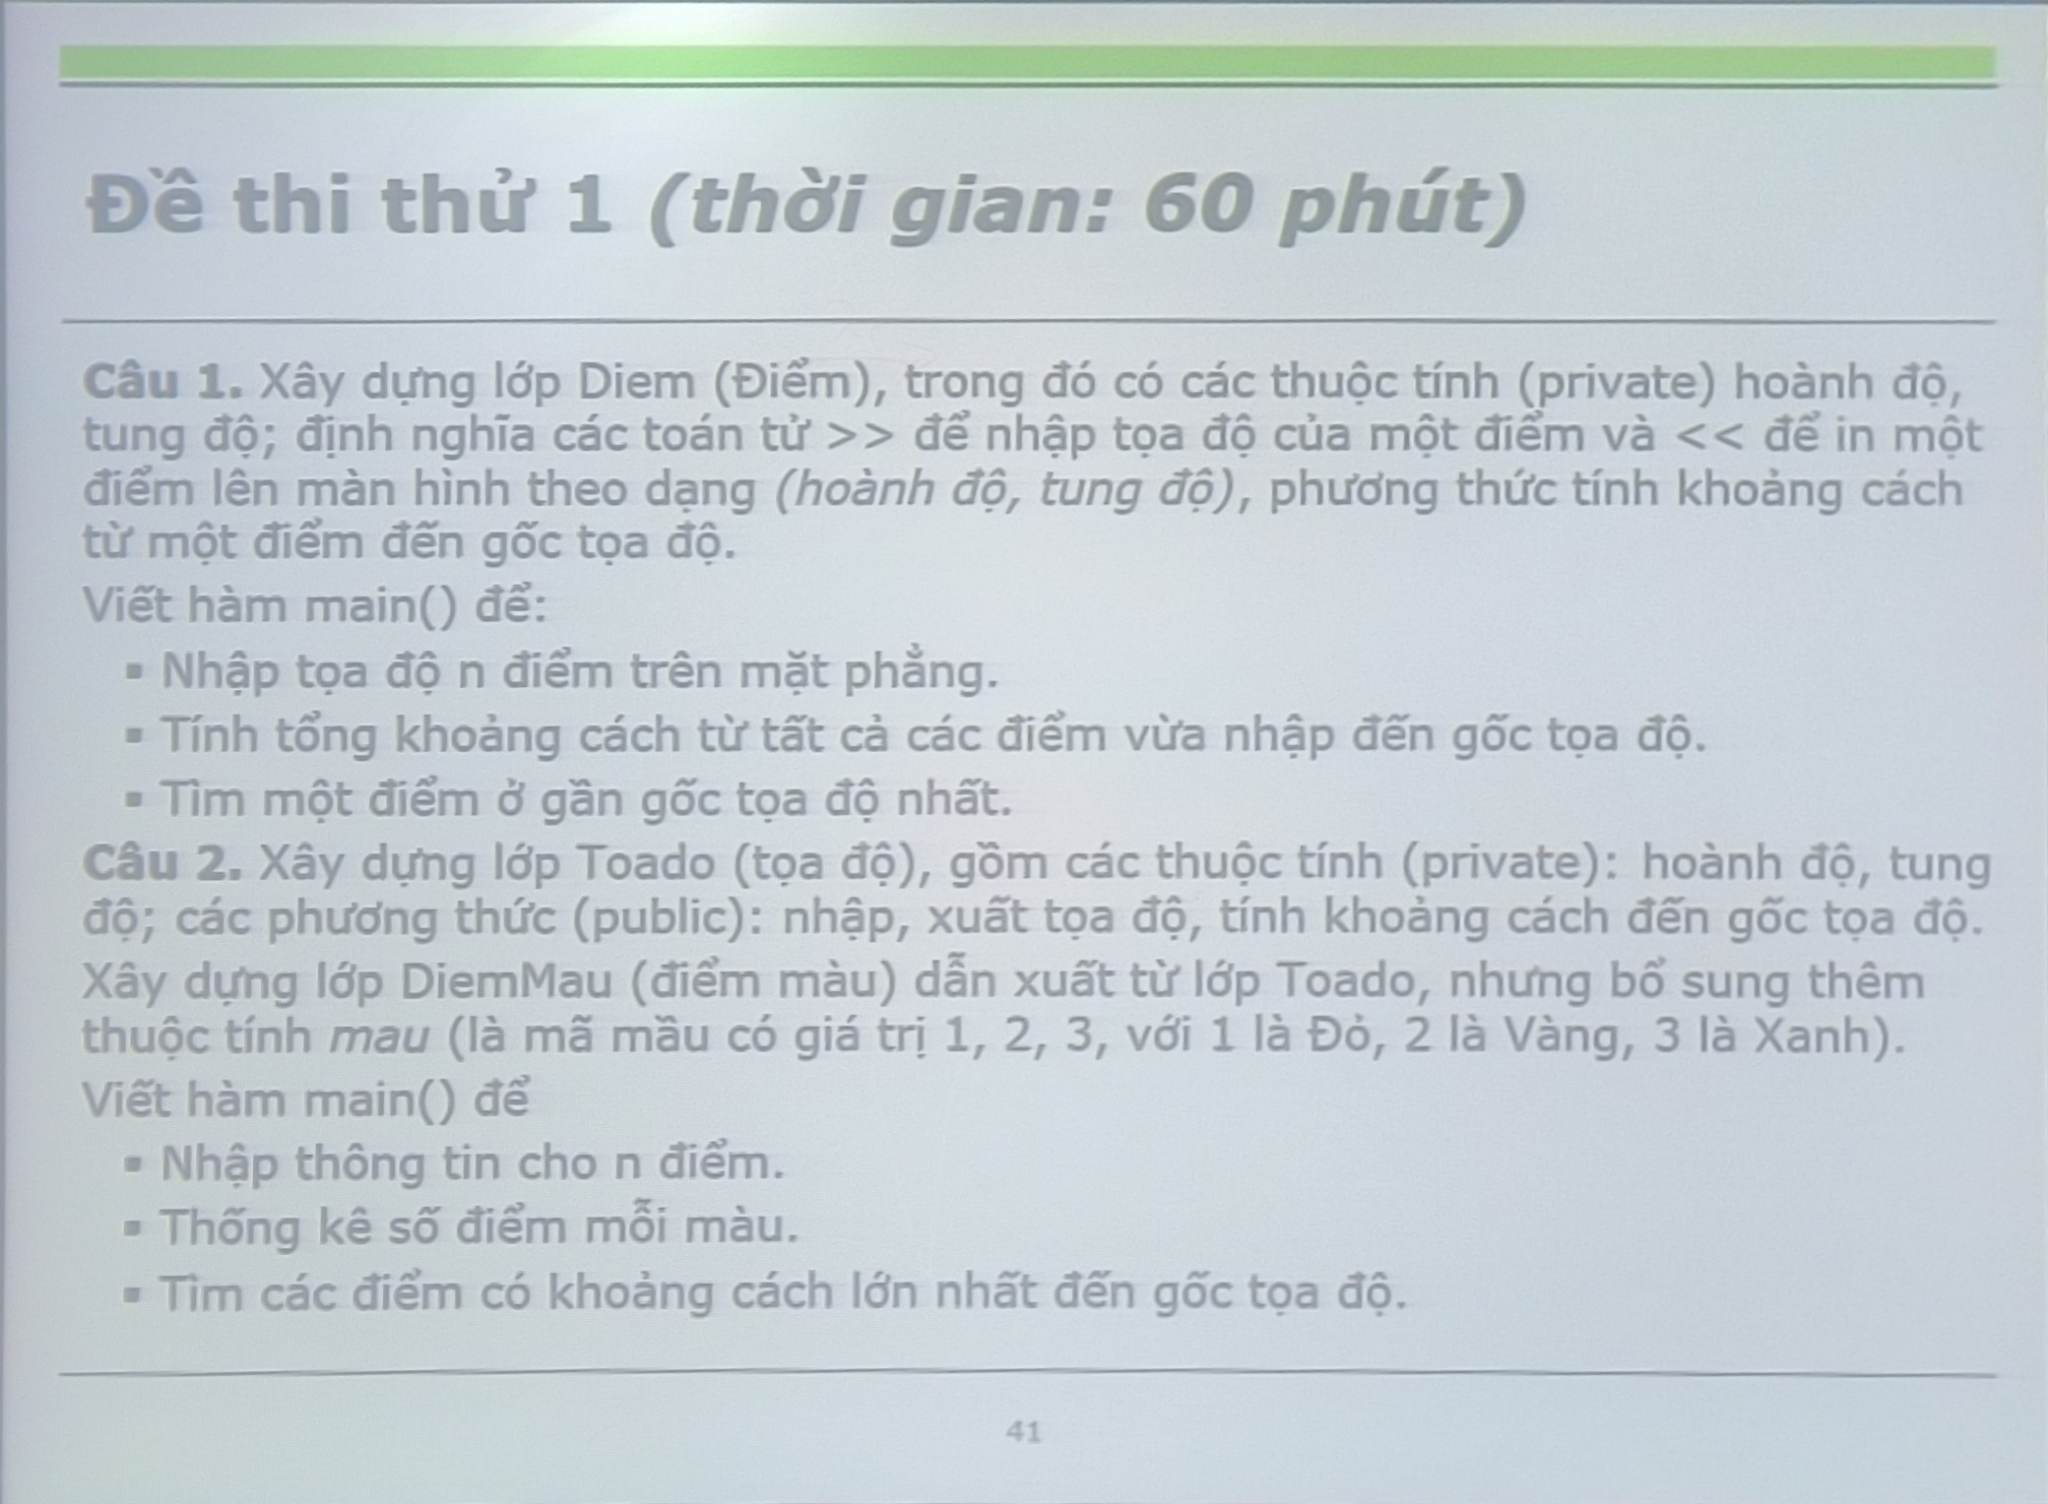 Đề thi thử 1 (thời gian: 60 phút)
Câu 1. Xây dựng lớp Diem (Điểm), trong đó có các thuộc tính (private) hoành độ,
tung độ; định nghĩa các toán tử >> để nhập tọa độ của một điểm và << để in một
điểm lên màn hình theo dạng (hoành độ, tung độ), phương thức tính khoảng cách
từ một điểm đến gốc tọa độ.
Viết hàm main() để:
▪ Nhập tọa độ n điểm trên mặt phẳng.
▪ Tính tổng khoảng cách từ tất cả các điểm vừa nhập đến gốc tọa độ.
▪ Tìm một điểm ở gần gốc tọa độ nhất.
Câu 2. Xây dựng lớp Toado (tọa độ), gồm các thuộc tính (private): hoành độ, tung
độ; các phương thức (public): nhập, xuất tọa độ, tính khoảng cách đến gốc tọa độ.
Xây dựng lớp DiemMau (điểm màu) dẫn xuất từ lớp Toado, nhưng bổ sung thêm
thuộc tính mau (là mã mầu có giá trị 1, 2, 3, với 1 là Đỏ, 2 là Vàng, 3 là Xanh).
Viết hàm main() để
▪ Nhập thông tin cho n điểm.
▪ Thống kê số điểm mỗi màu.
▪ Tìm các điểm có khoảng cách lớn nhất đến gốc tọa độ.
41